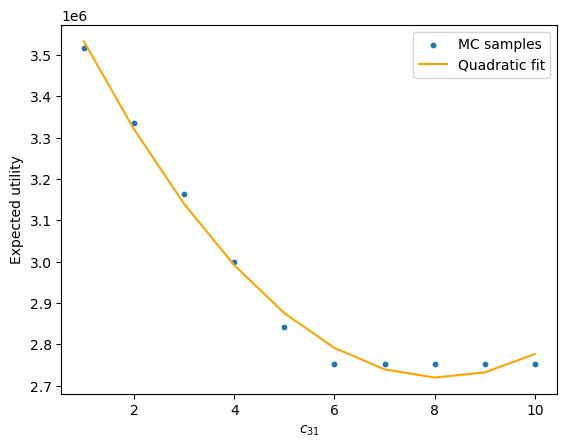 1e6
MC samples
Quadratic fit
3.5
3.4
3.3
3.2
3.1
3.0
2.9
2.8
2.7
Expected utility
2 4 6 8 10
c31